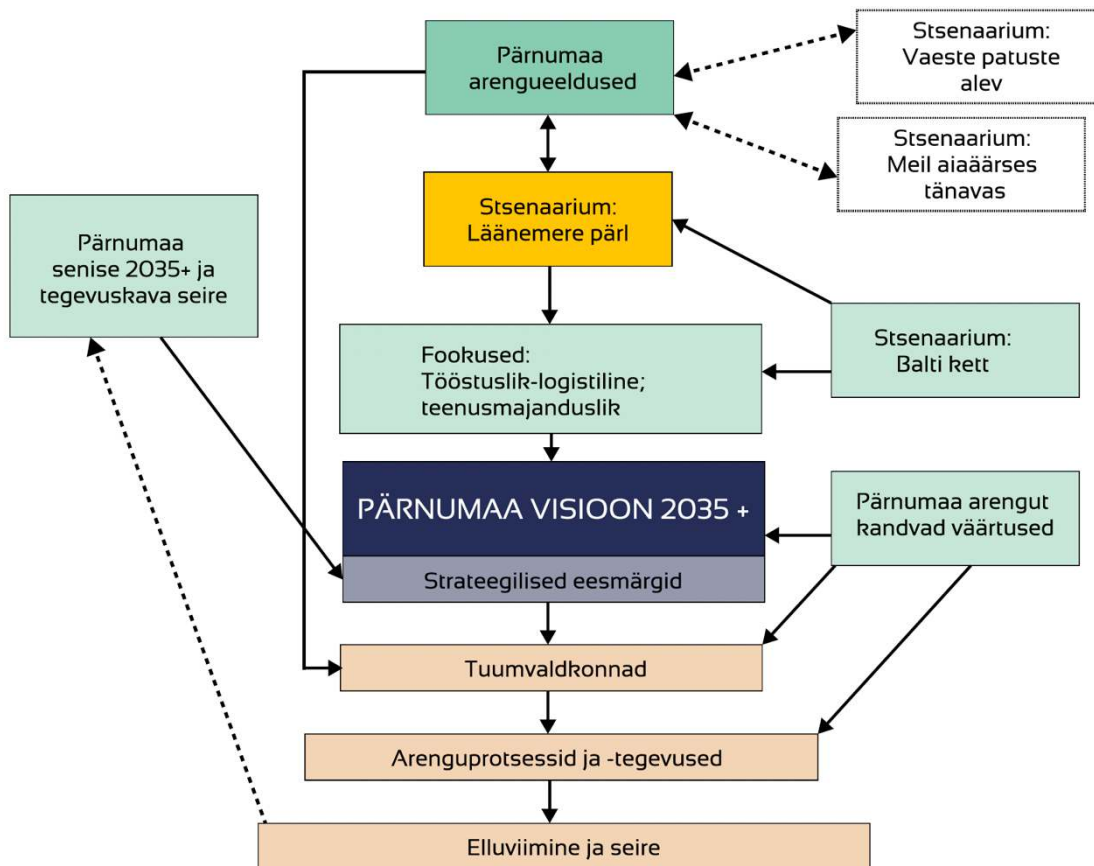 Pärnumaa
arengueeldused
Stsenaarium:
Vaeste patuste
alev
Stsenaarium:
Meil aiaäärses
tänavas
Stsenaarium:
Läänemere pärl
Pärnumaa
senise 2035+ ja
tegevuskava seire
Stsenaarium:
Balti kett
Fookused:
Tööstuslik-logistiline;
teenusmajanduslik
PÄRNUMAA VISIOON 2035 +
Strateegilised eesmärgid
Pärnumaa arengut
kandvad väärtused
Tuumvaldkonnad
Arenguprotsessid ja -tegevused
Elluviimine ja seire